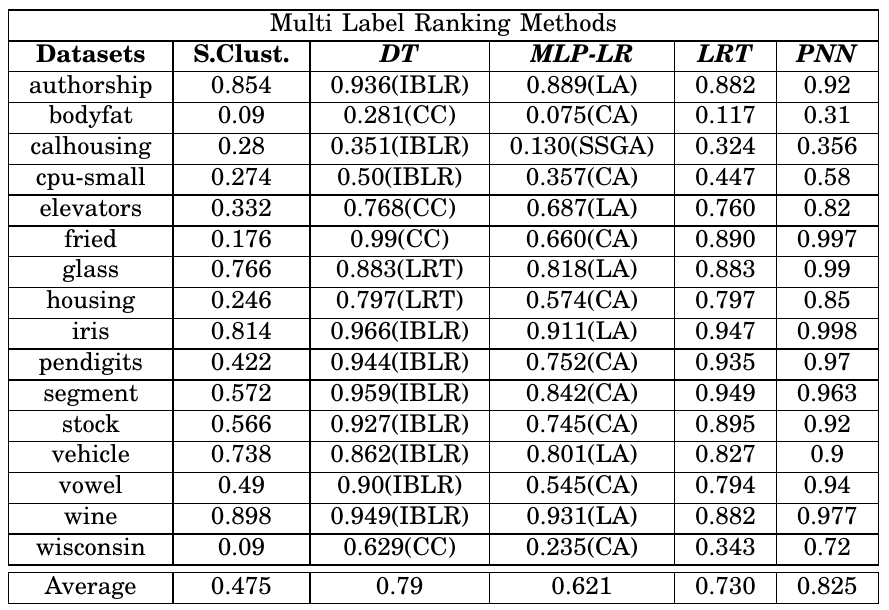 Multi Label Ranking Methods
Datasets S.Clust. DT MLP-LR LRT PNN
authorship 0.854 0.936(IBLR) 0.889(LA) 0.882 0.92
bodyfat 0.09 0.281(CC) 0.075(CA) 0.117 0.31
calhousing 0.28 0.351(IBLR) 0.130(SSGA) 0.324 0.356
cpu-small 0.274 0.50(IBLR) 0.357(CA) 0.447 0.58
elevators 0.332 0.768(CC) 0.687(LA) 0.760 0.82
fried 0.176 0.99(CC) 0.660(CA) 0.890 0.997
glass 0.766 0.883(LRT) 0.818(LA) 0.883 0.99
housing 0.246 0.797(LRT) 0.574(CA) 0.797 0.85
iris 0.814 0.966(IBLR) 0.911(LA) 0.947 0.998
pendigits 0.422 0.944(IBLR) 0.752(CA) 0.935 0.97
segment 0.572 0.959(IBLR) 0.842(CA) 0.949 0.963
stock 0.566 0.927(IBLR) 0.745(CA) 0.895 0.92
vehicle 0.738 0.862(IBLR) 0.801(LA) 0.827 0.9
vowel 0.49 0.90(IBLR) 0.545(CA) 0.794 0.94
wine 0.898 0.949(IBLR) 0.931(LA) 0.882 0.977
wisconsin 0.09 0.629(CC) 0.235(CA) 0.343 0.72
Average 0.475 0.79 0.621 0.730 0.825